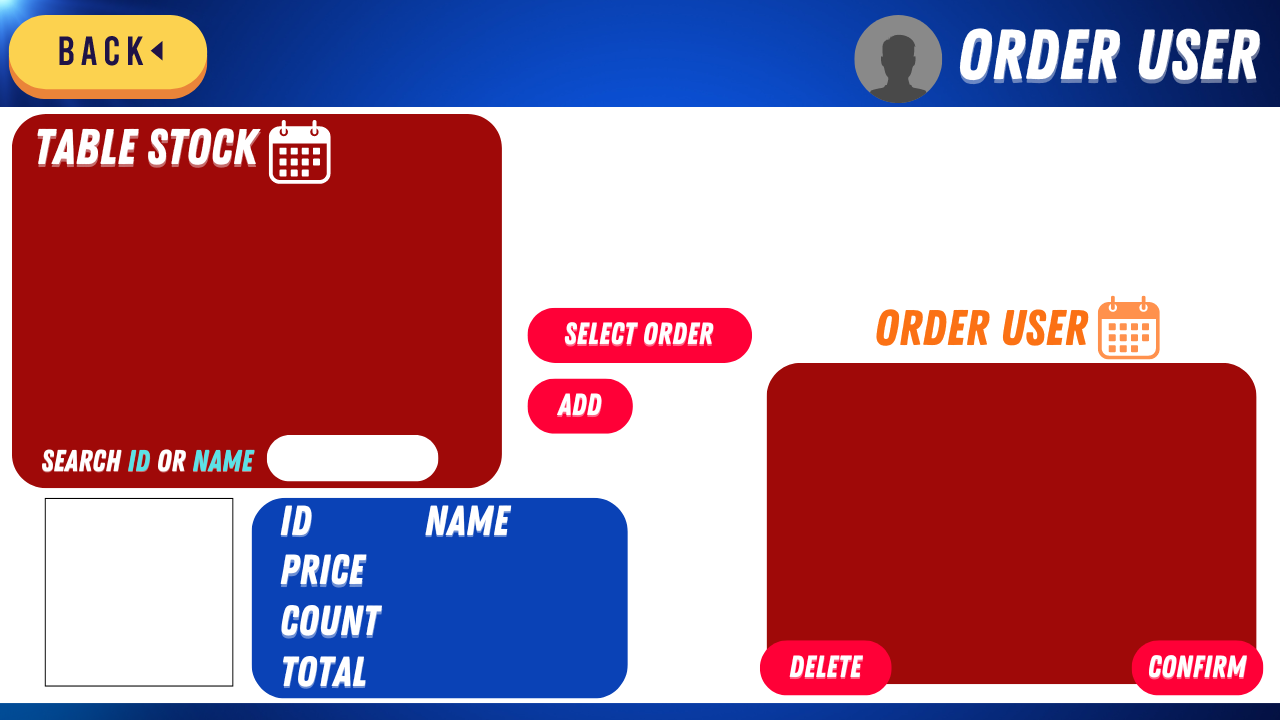 BACK
ORDER USER
TABLE STOCK
SEARCH ID OR NAME
SELECT ORDER
ADD
ORDER USER
ID NAME
PRICE
COUNT
TOTAL
DELETE
CONFIRM